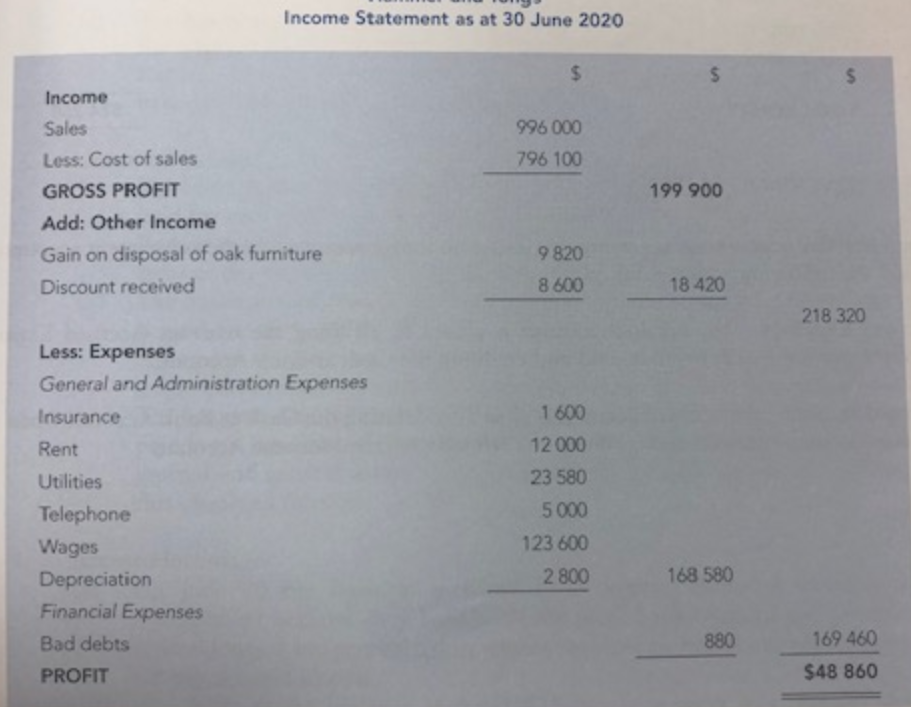 Income Statement as at 30 June 2020
$ $ $
Income
Sales 996 000
Less: Cost of sales 796 100
GROSS PROFIT 199 900
Add: Other Income
Gain on disposal of oak furniture 9 820
Discount received 8 600 18 420
218 320
Less: Expenses
General and Administration Expenses
Insurance 1 600
Rent 12 000
Utilities 23 580
Telephone 5 000
Wages 123 600
Depreciation 2 800 168 580
Financial Expenses
Bad debts 880 169 460
PROFIT $48 860